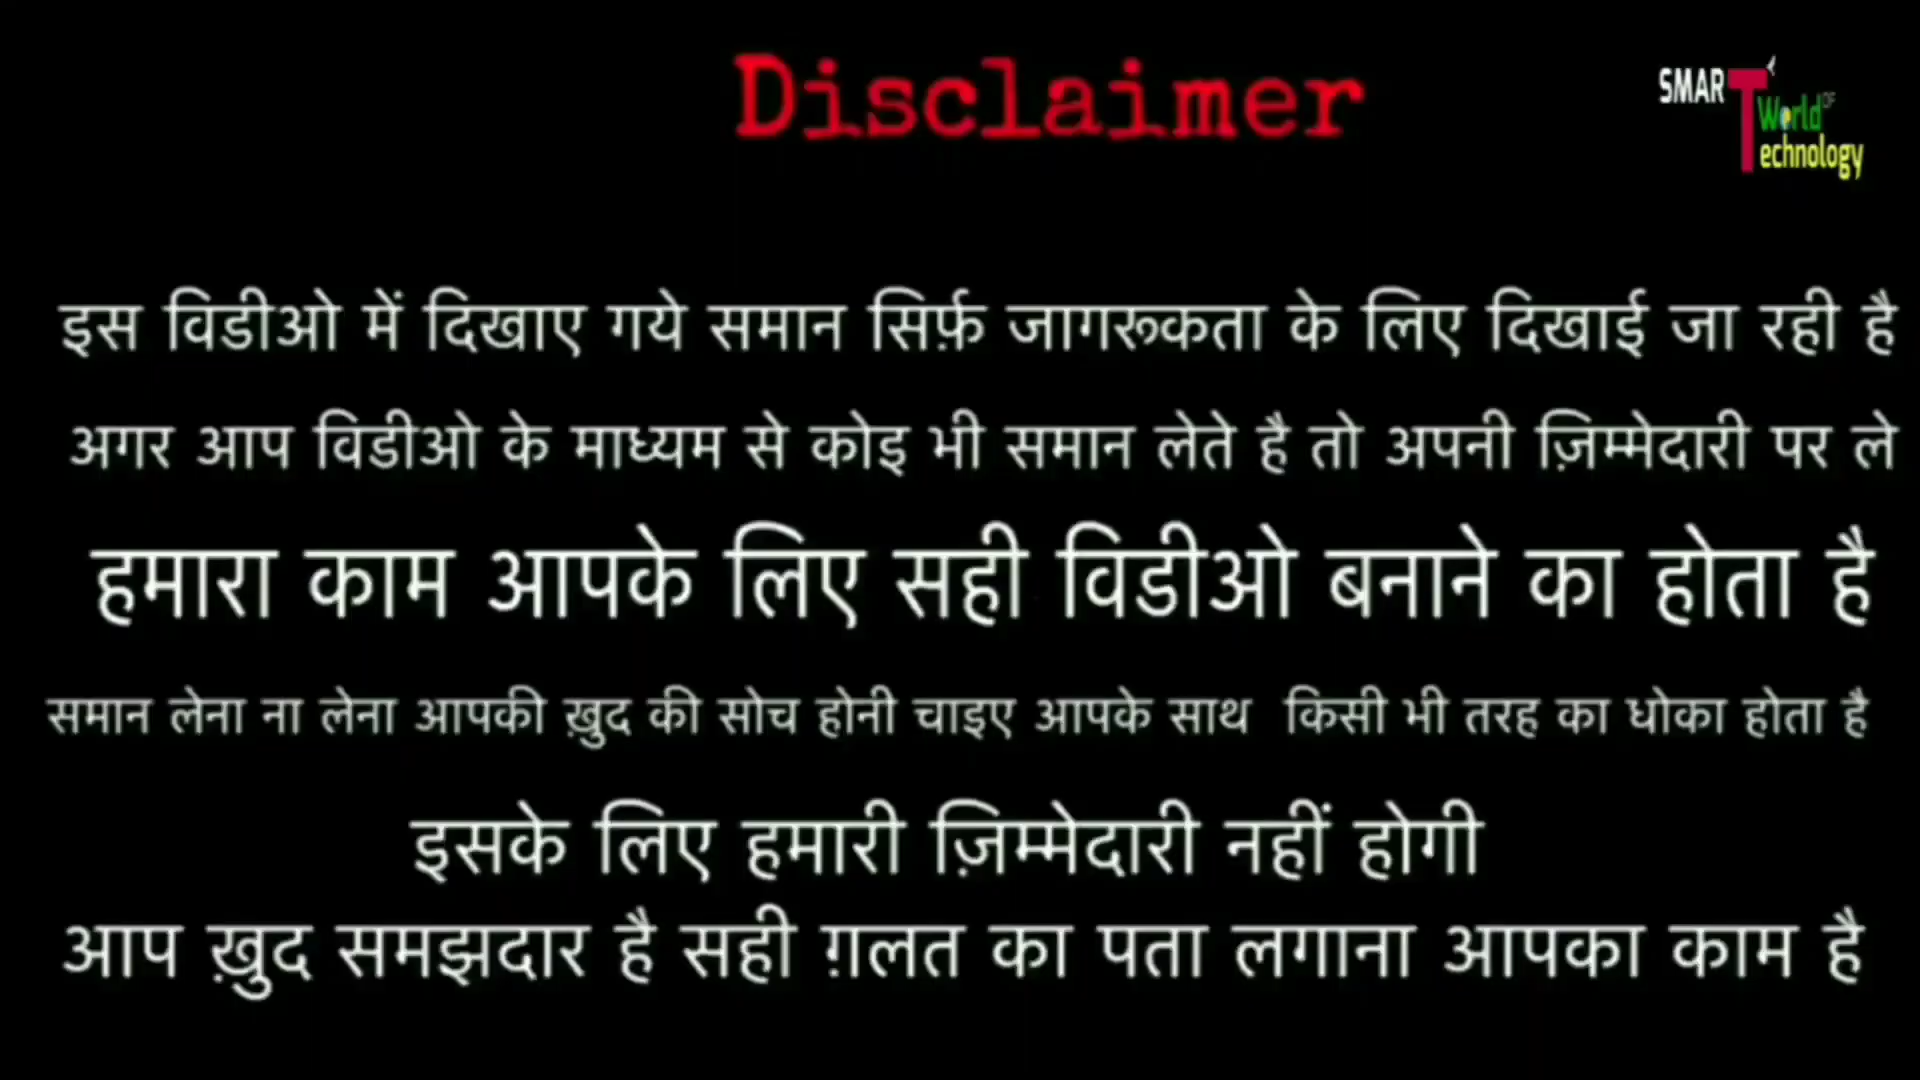 Disclaimer
SMART World OF Technology
इस विडीओ में दिखाए गये समान सिर्फ़ जागरूकता के लिए दिखाई जा रही है
अगर आप विडीओ के माध्यम से कोइ भी समान लेते है तो अपनी ज़िम्मेदारी पर ले
हमारा काम आपके लिए सही विडीओ बनाने का होता है
समान लेना ना लेना आपकी ख़ुद की सोच होनी चाइए आपके साथ किसी भी तरह का धोका होता है
इसके लिए हमारी ज़िम्मेदारी नहीं होगी
आप ख़ुद समझदार है सही ग़लत का पता लगाना आपका काम है